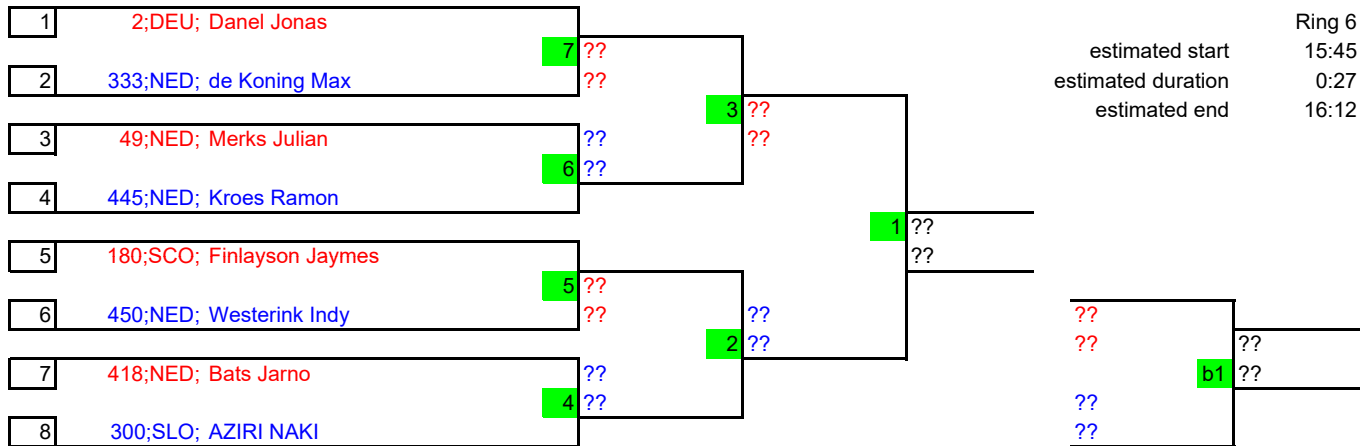 1 2;DEU; Danel Jonas Ring 6
7 ?? estimated start 15:45
2 333;NED; de Koning Max ?? estimated duration 0:27
3 ?? estimated end 16:12
3 49;NED; Merks Julian ?? ??
6 ??
4 445;NED; Kroes Ramon
1 ??
5 180;SCO; Finlayson Jaymes ??
5 ??
6 450;NED; Westerink Indy ?? ?? ??
2 ?? ?? ??
7 418;NED; Bats Jarno ?? b1 ??
4 ?? ??
8 300;SLO; AZIRI NAKI ??